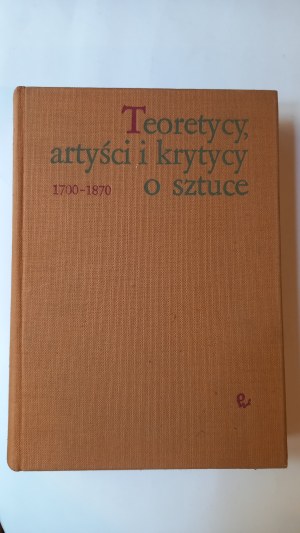 Teoretycy,
artyści i krytycy
1700-1870 o sztuce